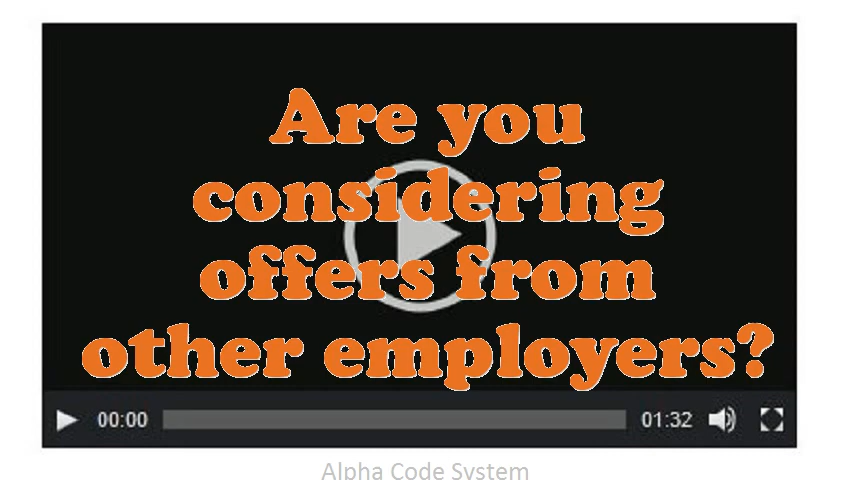 Are you
considering
offers from
other employers?
00:00 01:32
Alpha Code System